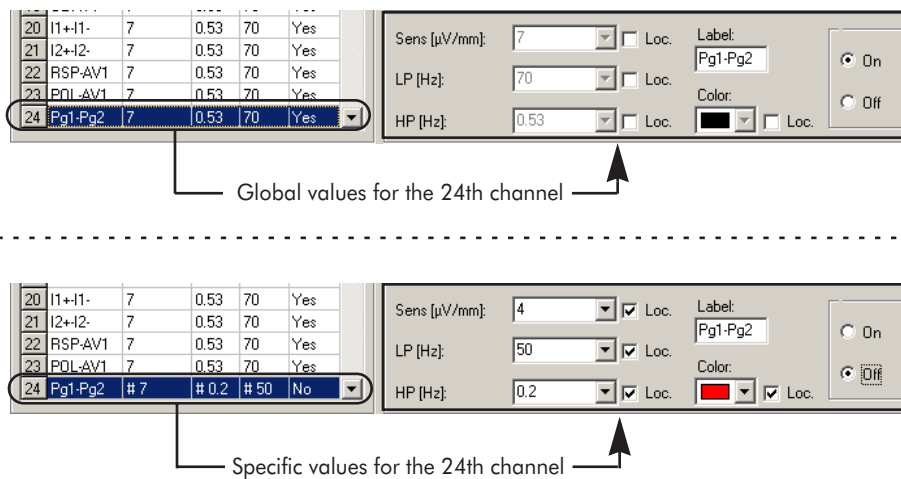 20 I1+-I1- 7 0.53 70 Yes
21 I2+-I2- 7 0.53 70 Yes
22 RSP-AV1 7 0.53 70 Yes
23 POL-AV1 7 0.53 70 Yes
24 Pg1-Pg2 7 0.53 70 Yes
Sens [µV/mm]: 7 Loc.
LP [Hz]: 70 Loc.
HP [Hz]: 0.53 Loc.
Label:
Pg1-Pg2
Color:
Loc.
On
Off
Global values for the 24th channel
20 I1+-I1- 7 0.53 70 Yes
21 I2+-I2- 7 0.53 70 Yes
22 RSP-AV1 7 0.53 70 Yes
23 POL-AV1 7 0.53 70 Yes
24 Pg1-Pg2 # 7 # 0.2 # 50 No
Sens [µV/mm]: 4 Loc.
LP [Hz]: 50 Loc.
HP [Hz]: 0.2 Loc.
Label:
Pg1-Pg2
Color:
Loc.
On
Off
Specific values for the 24th channel